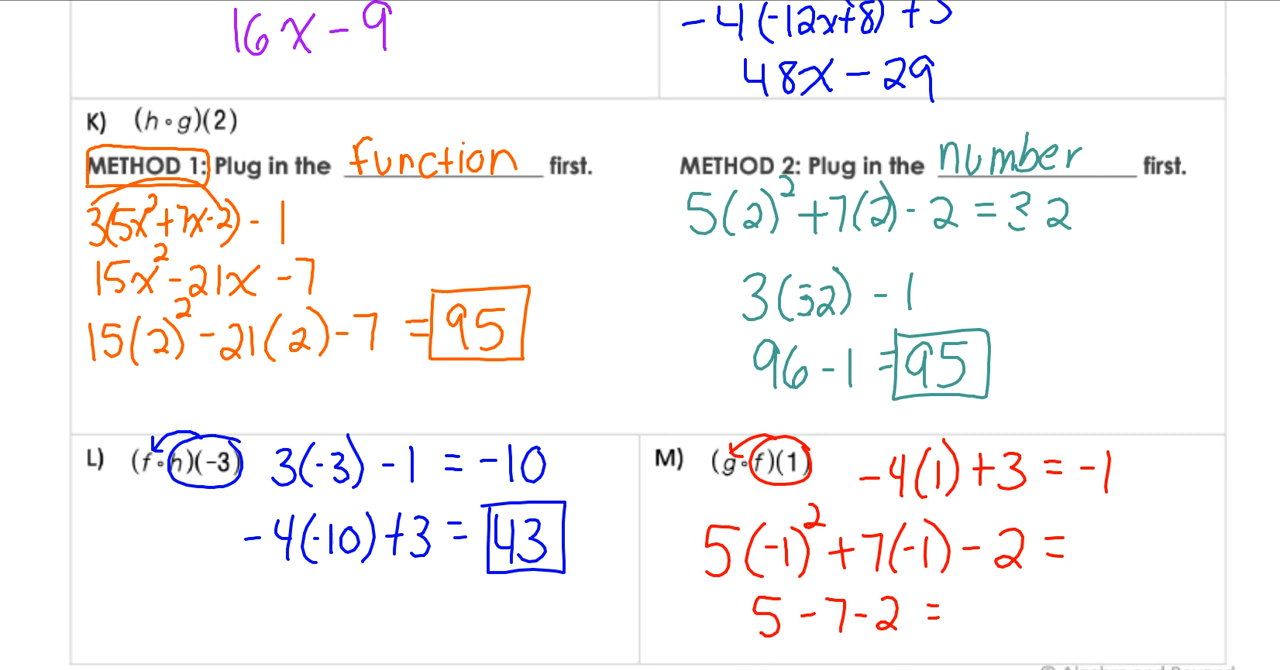 16x - 9
-4(-12x+8) + 3
48x - 29
K) (h∘g)(2)
METHOD 1: Plug in the function first.
3(5x²+7x-2) - 1
15x² - 21x - 7
15(2)² - 21(2) - 7 = 95
METHOD 2: Plug in the number first.
5(2)² + 7(2) - 2 = 32
3(32) - 1
96 - 1 = 95
L) (f∘h)(-3) 3(-3) - 1 = -10
-4(-10) + 3 = 43
M) (g∘f)(1) -4(1) + 3 = -1
5(-1)² + 7(-1) - 2 =
5 - 7 - 2 =